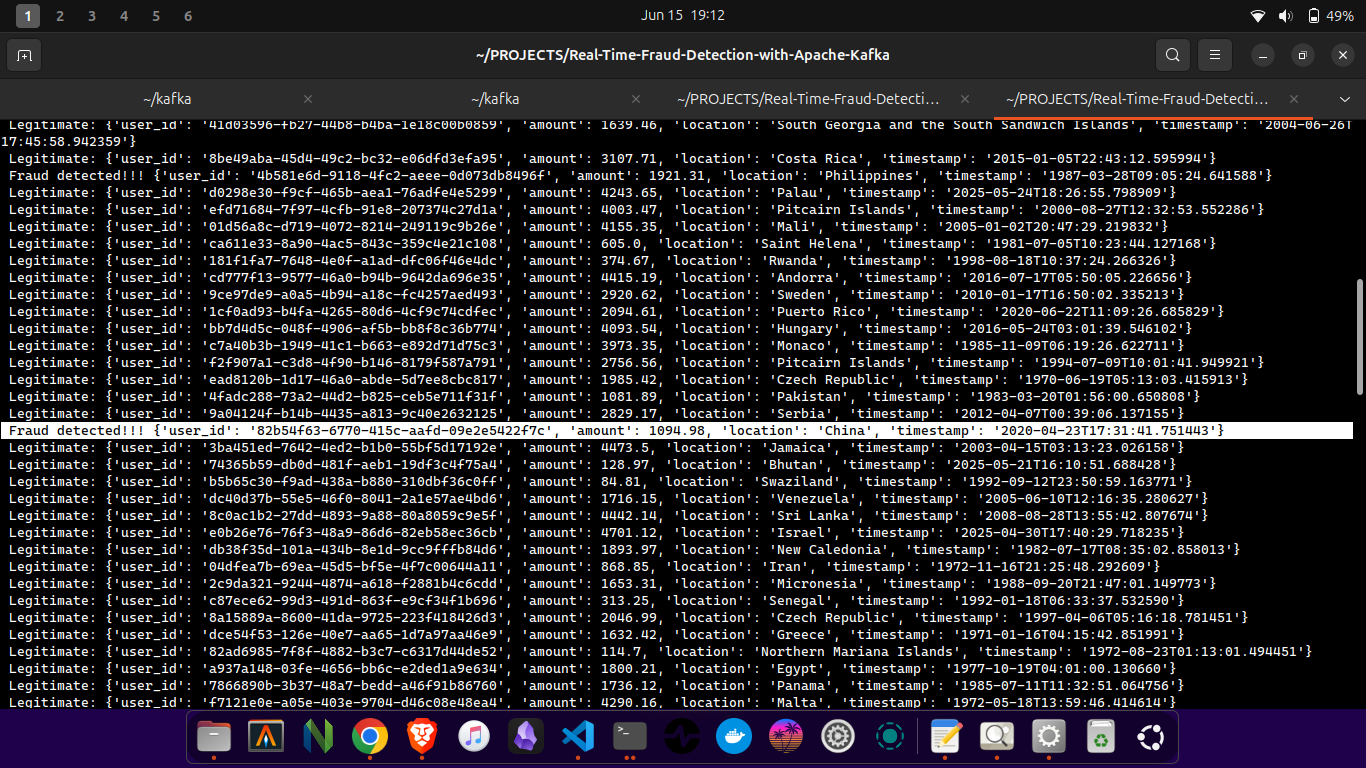 1 2 3 4 5 6 Jun 15 19:12 49%
~/PROJECTS/Real-Time-Fraud-Detection-with-Apache-Kafka
~/kafka ~/kafka ~/PROJECTS/Real-Time-Fraud-Detecti... ~/PROJECTS/Real-Time-Fraud-Detecti...
Legitimate: {'user_id': '41d03596-fb27-44b8-b4ba-1e18c00b0859', 'amount': 1639.46, 'location': 'South Georgia and the South Sandwich Islands', 'timestamp': '2004-06-26T
17:45:58.942359'}
Legitimate: {'user_id': '8be49aba-45d4-49c2-bc32-e06dfd3efa95', 'amount': 3107.71, 'location': 'Costa Rica', 'timestamp': '2015-01-05T22:43:12.595994'}
Fraud detected!!! {'user_id': '4b581e6d-9118-4fc2-aeee-0d073db8496f', 'amount': 1921.31, 'location': 'Philippines', 'timestamp': '1987-03-28T09:05:24.641588'}
Legitimate: {'user_id': 'd0298e30-f9cf-465b-aea1-76adfe4e5299', 'amount': 4243.65, 'location': 'Palau', 'timestamp': '2025-05-24T18:26:55.798909'}
Legitimate: {'user_id': 'efd71684-7f97-4cfb-91e8-207374c27d1a', 'amount': 4003.47, 'location': 'Pitcairn Islands', 'timestamp': '2000-08-27T12:32:53.552286'}
Legitimate: {'user_id': '01d56a8c-d719-4072-8214-249119c9b26e', 'amount': 4155.35, 'location': 'Mali', 'timestamp': '2005-01-02T20:47:29.219832'}
Legitimate: {'user_id': 'ca611e33-8a90-4ac5-843c-359c4e21c108', 'amount': 605.0, 'location': 'Saint Helena', 'timestamp': '1981-07-05T10:23:44.127168'}
Legitimate: {'user_id': '181f1fa7-7648-4e0f-a1ad-dfc06f46e4dc', 'amount': 374.67, 'location': 'Rwanda', 'timestamp': '1998-08-18T10:37:24.266326'}
Legitimate: {'user_id': 'cd777f13-9577-46a0-b94b-9642da696e35', 'amount': 4415.19, 'location': 'Andorra', 'timestamp': '2016-07-17T05:50:05.226656'}
Legitimate: {'user_id': '9ce97de9-a0a5-4b94-a18c-fc4257aed493', 'amount': 2920.62, 'location': 'Sweden', 'timestamp': '2010-01-17T16:50:02.335213'}
Legitimate: {'user_id': '1cf0ad93-b4fa-4265-80d6-4cf9c74cdfec', 'amount': 2094.61, 'location': 'Puerto Rico', 'timestamp': '2020-06-22T11:09:26.685829'}
Legitimate: {'user_id': 'bb7d4d5c-048f-4906-af5b-bb8f8c36b774', 'amount': 4093.54, 'location': 'Hungary', 'timestamp': '2016-05-24T03:01:39.546102'}
Legitimate: {'user_id': 'c7a40b3b-1949-41c1-b663-e892d71d75c3', 'amount': 3973.35, 'location': 'Monaco', 'timestamp': '1985-11-09T06:19:26.622711'}
Legitimate: {'user_id': 'f2f907a1-c3d8-4f90-b146-8179f587a791', 'amount': 2756.56, 'location': 'Pitcairn Islands', 'timestamp': '1994-07-09T10:01:41.949921'}
Legitimate: {'user_id': 'ead8120b-1d17-46a0-abde-5d7ee8cbc817', 'amount': 1985.42, 'location': 'Czech Republic', 'timestamp': '1970-06-19T05:13:03.415913'}
Legitimate: {'user_id': '4fadc288-73a2-44d2-b825-ceb5e711f31f', 'amount': 1081.89, 'location': 'Pakistan', 'timestamp': '1983-03-20T01:56:00.650808'}
Legitimate: {'user_id': '9a04124f-b14b-4435-a813-9c40e2632125', 'amount': 2829.17, 'location': 'Serbia', 'timestamp': '2012-04-07T00:39:06.137155'}
Fraud detected!!! {'user_id': '82b54f63-6770-415c-aafd-09e2e5422f7c', 'amount': 1094.98, 'location': 'China', 'timestamp': '2020-04-23T17:31:41.751443'}
Legitimate: {'user_id': '3ba451ed-7642-4ed2-b1b0-55bf5d17192e', 'amount': 4473.5, 'location': 'Jamaica', 'timestamp': '2003-04-15T03:13:23.026158'}
Legitimate: {'user_id': '74365b59-db0d-481f-aeb1-19df3c4f75a4', 'amount': 128.97, 'location': 'Bhutan', 'timestamp': '2025-05-21T16:10:51.688428'}
Legitimate: {'user_id': 'b5b65c30-f9ad-438a-b880-310dbf36c0ff', 'amount': 84.81, 'location': 'Swaziland', 'timestamp': '1992-09-12T23:50:59.163771'}
Legitimate: {'user_id': 'dc40d37b-55e5-46f0-8041-2a1e57ae4bd6', 'amount': 1716.15, 'location': 'Venezuela', 'timestamp': '2005-06-10T12:16:35.280627'}
Legitimate: {'user_id': '8c0ac1b2-27dd-4893-9a88-80a8059c9e5f', 'amount': 4442.14, 'location': 'Sri Lanka', 'timestamp': '2008-08-28T13:55:42.807674'}
Legitimate: {'user_id': 'e0b26e76-76f3-48a9-86d6-82eb58ec36cb', 'amount': 4701.12, 'location': 'Israel', 'timestamp': '2025-04-30T17:40:29.718235'}
Legitimate: {'user_id': 'db38f35d-101a-434b-8e1d-9cc9fffb84d6', 'amount': 1893.97, 'location': 'New Caledonia', 'timestamp': '1982-07-17T08:35:02.858013'}
Legitimate: {'user_id': '04dfea7b-69ea-45d5-bf5e-4f7c00644a11', 'amount': 868.85, 'location': 'Iran', 'timestamp': '1972-11-16T21:25:48.292609'}
Legitimate: {'user_id': '2c9da321-9244-4874-a618-f2881b4c6cdd', 'amount': 1653.31, 'location': 'Micronesia', 'timestamp': '1988-09-20T21:47:01.149773'}
Legitimate: {'user_id': 'c87ece62-99d3-491d-863f-e9cf34f1b696', 'amount': 313.25, 'location': 'Senegal', 'timestamp': '1992-01-18T06:33:37.532590'}
Legitimate: {'user_id': '8a15889a-8600-41da-9725-223f418426d3', 'amount': 2046.99, 'location': 'Czech Republic', 'timestamp': '1997-04-06T05:16:18.781451'}
Legitimate: {'user_id': 'dce54f53-126e-40e7-aa65-1d7a97aa46e9', 'amount': 1632.42, 'location': 'Greece', 'timestamp': '1971-01-16T04:15:42.851991'}
Legitimate: {'user_id': '82ad6985-7f8f-4882-b3c7-c6317d44de52', 'amount': 114.7, 'location': 'Northern Mariana Islands', 'timestamp': '1972-08-23T01:13:01.494451'}
Legitimate: {'user_id': 'a937a148-03fe-4656-bb6c-e2ded1a9e634', 'amount': 1800.21, 'location': 'Egypt', 'timestamp': '1977-10-19T04:01:00.130660'}
Legitimate: {'user_id': '7866890b-3b37-48a7-bedd-a46f91b86760', 'amount': 1736.12, 'location': 'Panama', 'timestamp': '1985-07-11T11:32:51.064756'}
Legitimate: {'user_id': 'f7121e0e-a05e-403e-9704-d46c08e48ea4', 'amount': 4290.16, 'location': 'Malta', 'timestamp': '1972-05-18T13:59:46.414614'}